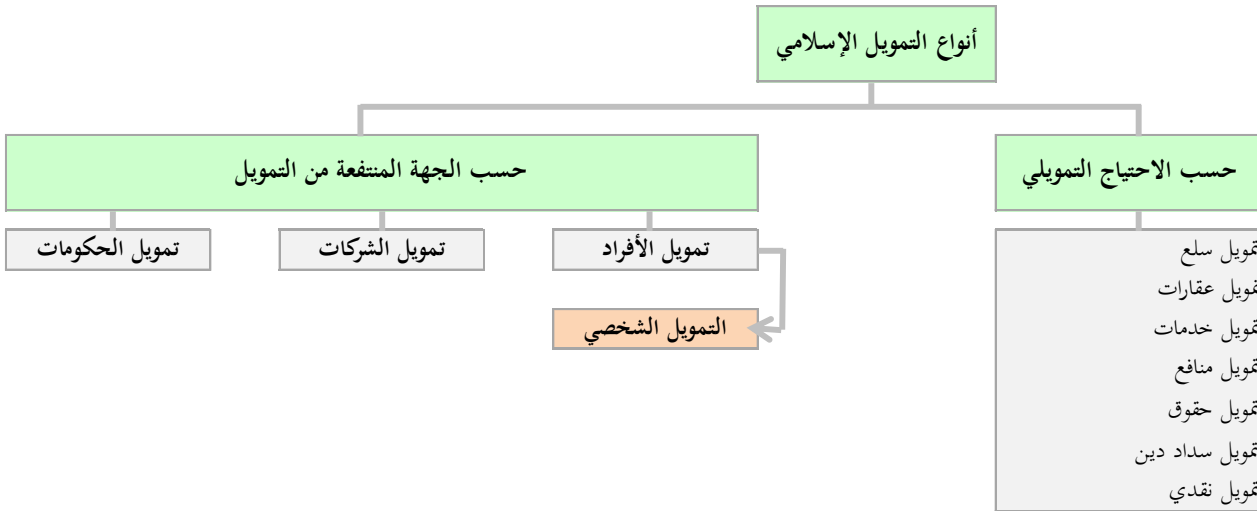 أنواع التمويل الإسلامي
حسب الاحتياج التمويلي
حسب الجهة المنتفعة من التمويل
تمويل سلع
تمويل عقارات
تمويل خدمات
تمويل منافع
تمويل حقوق
تمويل سداد دين
تمويل نقدي
تمويل الأفراد
تمويل الشركات
تمويل الحكومات
التمويل الشخصي